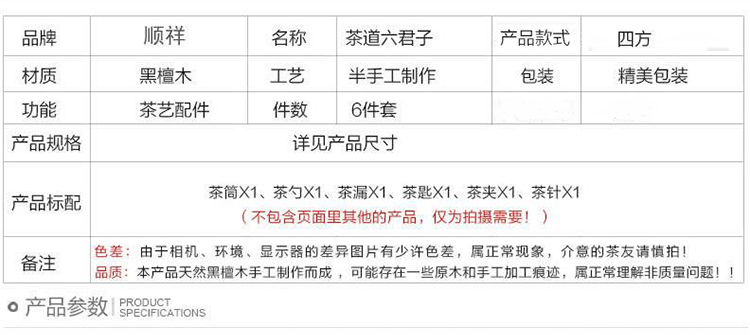 品牌 顺祥 名称 茶道六君子 产品款式 四方
材质 黑檀木 工艺 半手工制作 包装 精美包装
功能 茶艺配件 件数 6件套
产品规格 详见产品尺寸
产品标配 茶筒X1、茶勺X1、茶漏X1、茶匙X1、茶夹X1、茶针X1
（不包含页面里其他的产品，仅为拍摄需要！）
备注 色差：由于相机、环境、显示器的差异图片有少许色差，属正常现象，介意的茶友请慎拍！
品质：本产品天然黑檀木手工制作而成，可能存在一些原木和手工加工痕迹，属正常理解非质量问题！！
产品参数 PRODUCT
SPECIFICATIONS